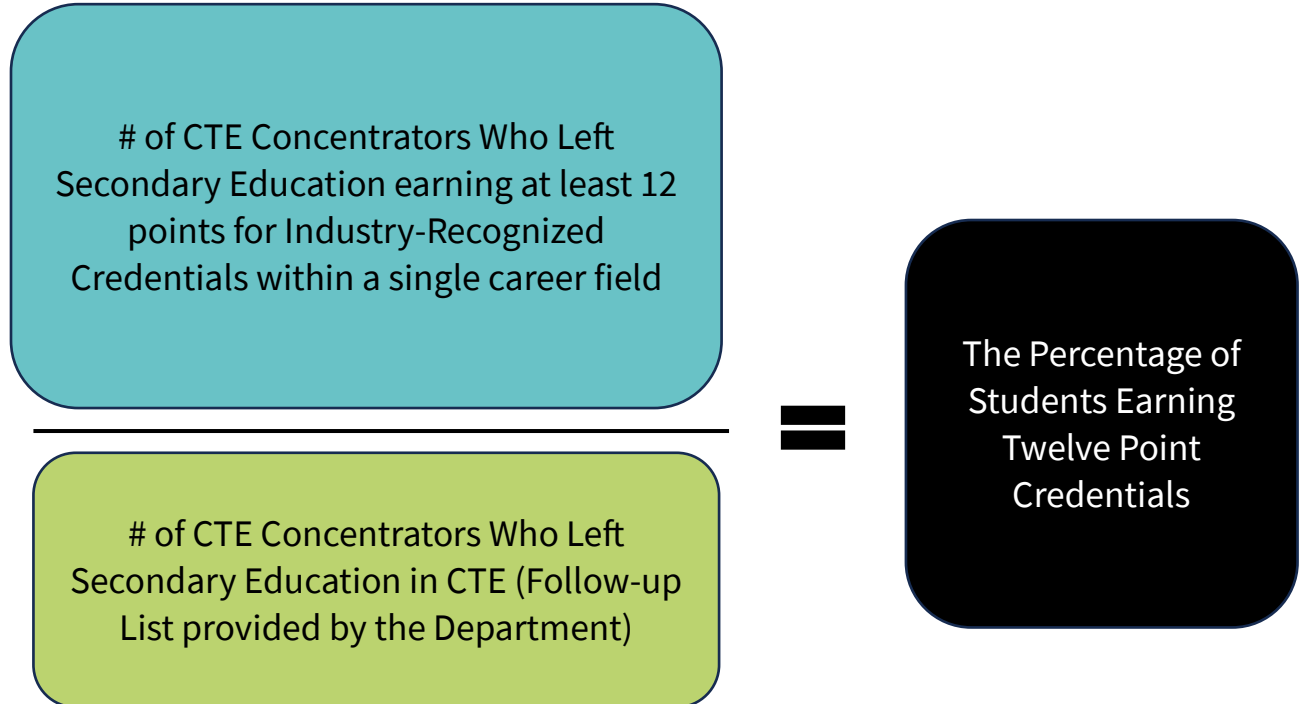 # of CTE Concentrators Who Left
Secondary Education earning at least 12
points for Industry-Recognized
Credentials within a single career field
# of CTE Concentrators Who Left
Secondary Education in CTE (Follow-up
List provided by the Department)
=
The Percentage of
Students Earning
Twelve Point
Credentials